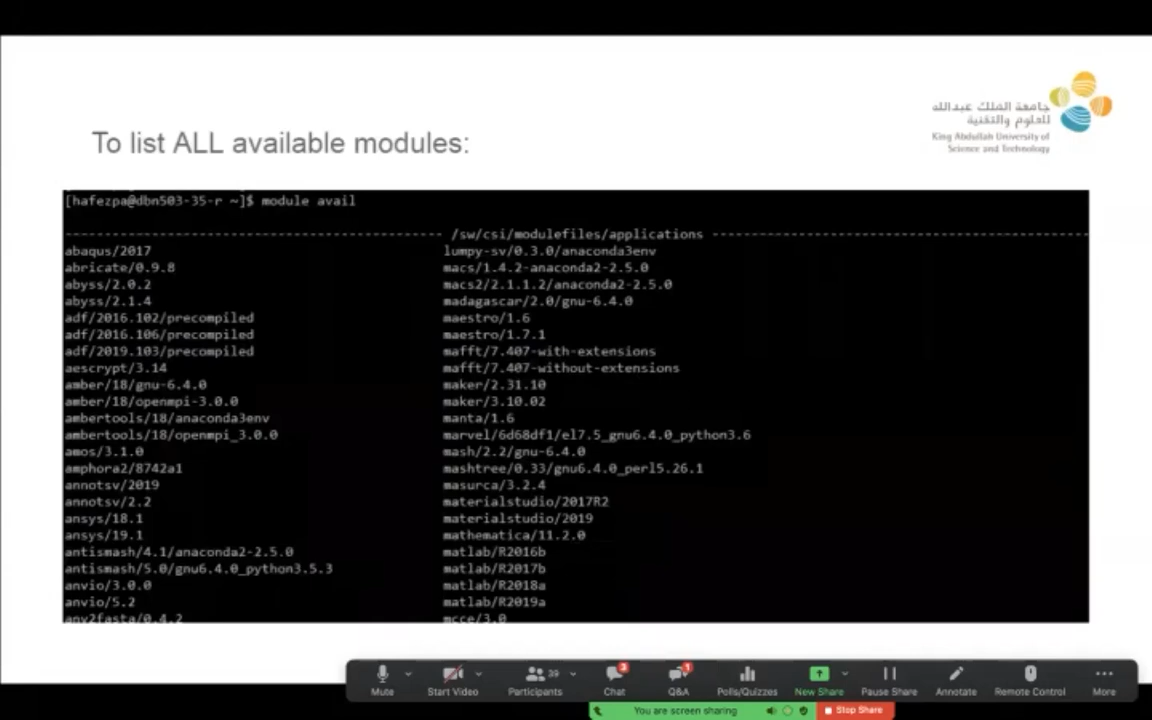 جامعة الملك عبدالله
للعلوم والتقنية
King Abdullah University of
Science and Technology
To list ALL available modules:
[hafezpa@dbn503-35-r ~]$ module avail
/sw/csi/modulefiles/applications
abaqus/2017 lumpy-sv/0.3.0/anaconda3env
abricate/0.9.8 macs/1.4.2-anaconda2-2.5.0
abyss/2.0.2 macs2/2.1.1.2/anaconda2-2.5.0
abyss/2.1.4 madagascar/2.0/gnu-6.4.0
adf/2016.102/precompiled maestro/1.6
adf/2016.106/precompiled maestro/1.7.1
adf/2019.103/precompiled mafft/7.407-with-extensions
aescrypt/3.14 mafft/7.407-without-extensions
amber/18/gnu-6.4.0 maker/2.31.10
amber/18/openmpi-3.0.0 maker/3.10.02
ambertools/18/anaconda3env manta/1.6
ambertools/18/openmpi_3.0.0 marvel/6d68df1/el7.5_gnu6.4.0_python3.6
amos/3.1.0 mash/2.2/gnu-6.4.0
amphora2/8742a1 mashtree/0.33/gnu6.4.0_perl5.26.1
annotsv/2019 masurca/3.2.4
annotsv/2.2 materialstudio/2017R2
ansys/18.1 materialstudio/2019
ansys/19.1 mathematica/11.2.0
antismash/4.1/anaconda2-2.5.0 matlab/R2016b
antismash/5.0/gnu6.4.0_python3.5.3 matlab/R2017b
anvio/3.0.0 matlab/R2018a
anvio/5.2 matlab/R2019a
any2fasta/0.4.2 mcce/3.0
39 3 1
Mute Start Video Participants Chat Q&A Polls/Quizzes New Share Pause Share Annotate Remote Control More
You are screen sharing Stop Share